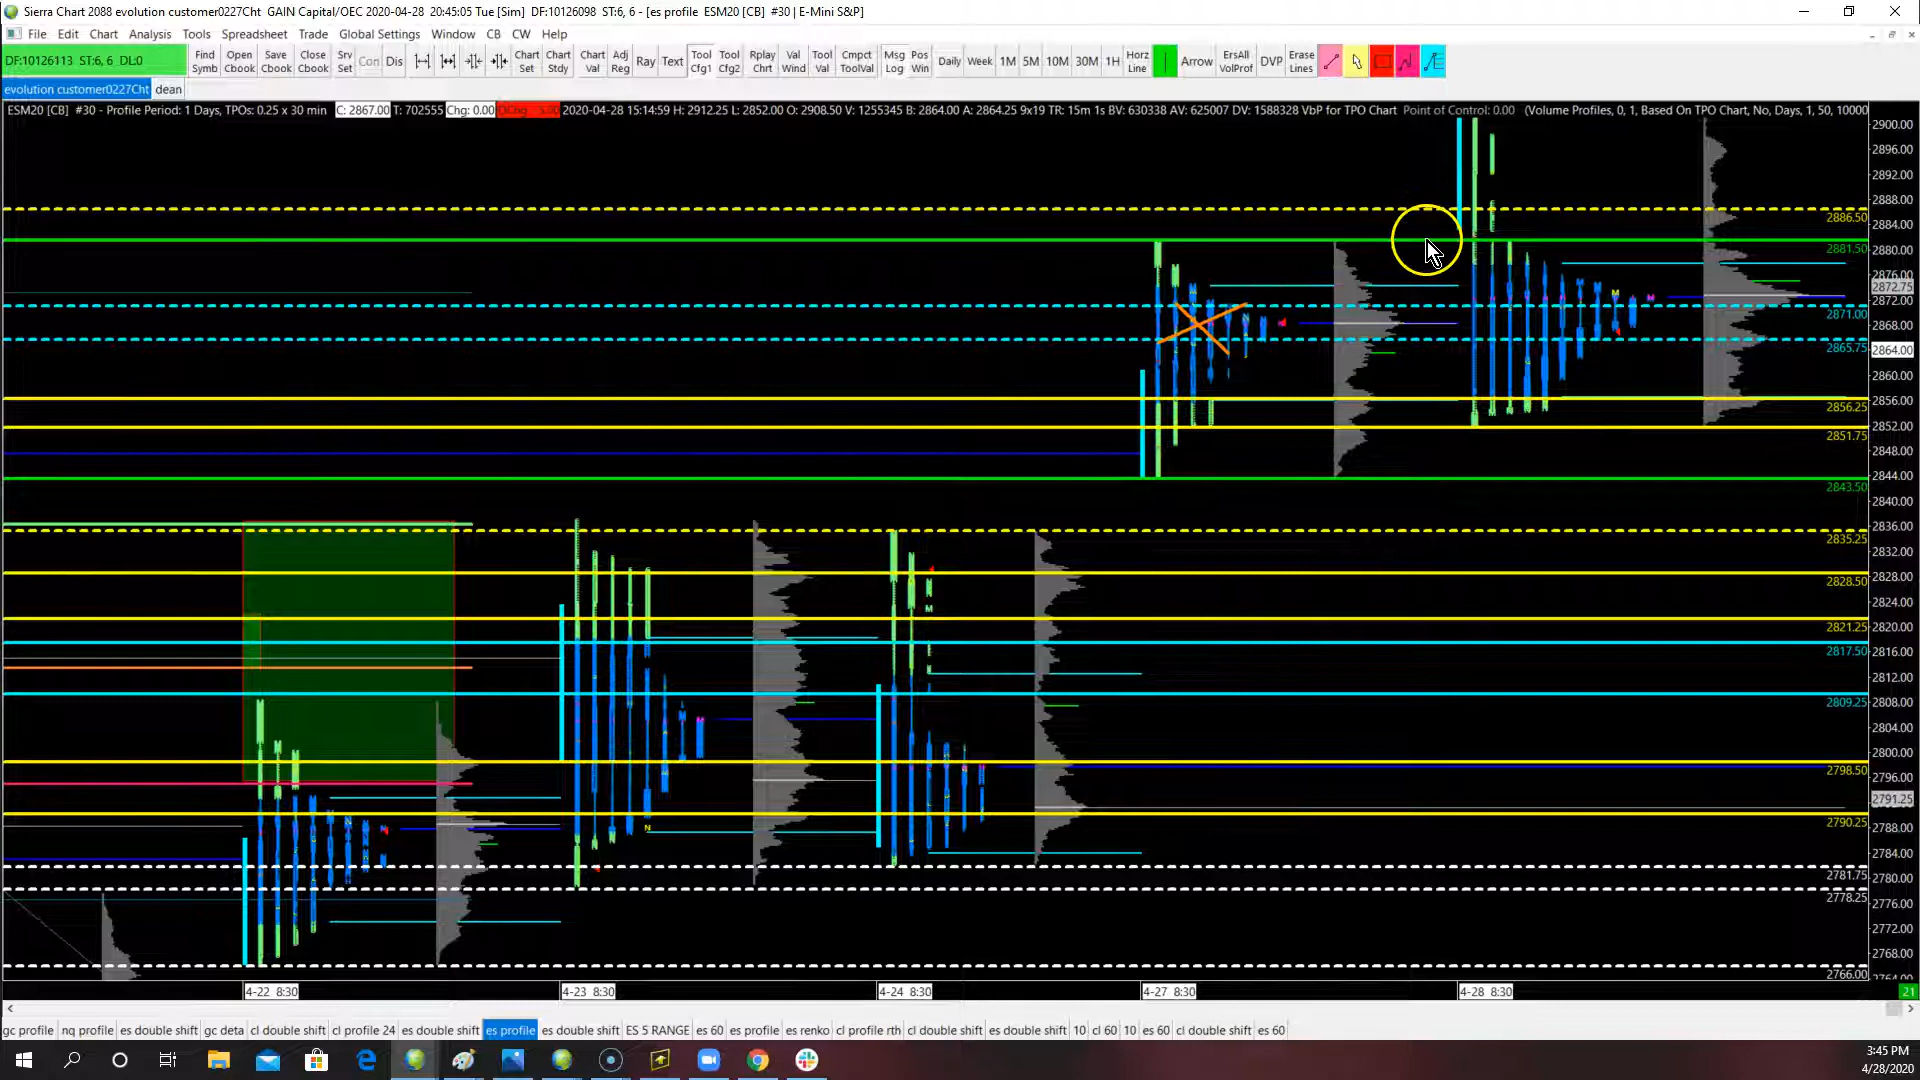 Sierra Chart 2088 evolution customer0227Cht  GAIN Capital/OEC 2020-04-28  20:45:05 Tue [Sim]  DF:10126098  ST:6, 6 - [es profile  ESM20 [CB]  #30 | E-Mini S&P]
File Edit Chart Analysis Tools Spreadsheet Trade Global Settings Window CB CW Help
DF:10126113  ST:6, 6  DL:0
Find Symb
Open Cbook
Save Cbook
Close Cbook
Srv Set
Con
Dis
Chart Set
Chart Stdy
Chart Val
Adj Reg
Ray
Text
Tool Cfg1
Tool Cfg2
Rplay Chrt
Val Wind
Tool Val
Cmpct ToolVal
Msg Log
Pos Win
Daily
Week
1M
5M
10M
30M
1H
Horz Line
Arrow
ErsAll VolProf
DVP
Erase Lines
evolution customer0227Cht dean
ESM20 [CB]  #30 - Profile Period: 1 Days, TPOs: 0.25 x 30 min C: 2867.00 T: 702555 Chg: 0.00 2020-04-28 15:14:59 H: 2912.25 L: 2852.00 O: 2908.50 V: 1255345 B: 2864.00 A: 2864.25 9x19 TR: 15m 1s BV: 630338 AV: 625007 DV: 1588328 VbP for TPO Chart Point of Control: 0.00 (Volume Profiles, 0, 1, Based On TPO Chart, No, Days, 1, 50, 10000
2900.00
2896.00
2892.00
2888.00
2886.50
2884.00
2881.50
2880.00
2876.00
2872.75
2872.00
2871.00
2868.00
2865.75
2864.00
2860.00
2856.25
2856.00
2852.00
2851.75
2848.00
2844.00
2843.50
2840.00
2836.00
2835.25
2832.00
2828.50
2828.00
2824.00
2821.25
2820.00
2817.50
2816.00
2812.00
2809.25
2808.00
2804.00
2800.00
2798.50
2796.00
2791.25
2790.25
2788.00
2784.00
2781.75
2780.00
2778.25
2776.00
2772.00
2768.00
2766.00
4-22  8:30 4-23  8:30 4-24  8:30 4-27  8:30 4-28  8:30 21
gc profile nq profile es double shift gc deta cl double shift cl profile 24 es double shift es profile es double shift ES 5 RANGE es 60 es profile es renko cl profile rth cl double shift es double shift 10 cl 60 10 es 60 cl double shift es 60
3:45 PM
4/28/2020